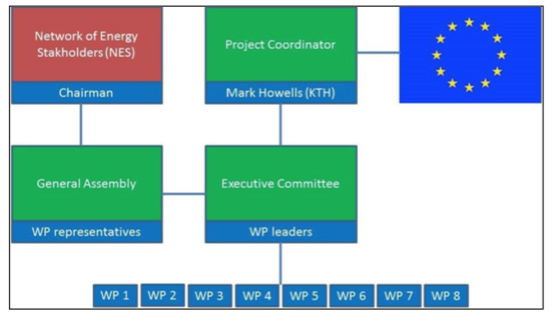 Network of Energy
Stakholders (NES)
Chairman
Project Coordinator
Mark Howells (KTH)
General Assembly
WP representatives
Executive Committee
WP leaders
WP 1
WP 2
WP 3
WP 4
WP 5
WP 6
WP 7
WP 8